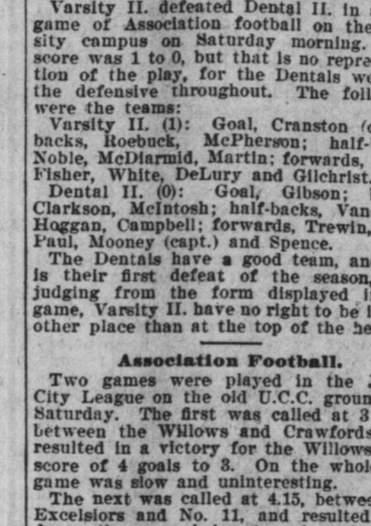 Varsity II. defeated Dental II. in
game of Association football on the
sity campus on Saturday morning.
score was 1 to 0, but that is no repre
tion of the play, for the Dentals we
the defensive throughout. The foll
were the teams:
Varsity II. (1): Goal, Cranston
backs, Roebuck, McPherson; half-
Noble, McDiarmid, Martin; forwards,
Fisher, White, DeLury and Gilchrist.
Dental II. (0): Goal, Gibson;
Clarkson, McIntosh; half-backs, Van
Hoggan, Campbell; forwards, Trewin,
Paul, Mooney (capt.) and Spence.
The Dentals have a good team, an
is their first defeat of the season,
judging from the form displayed i
game, Varsity II. have no right to be i
other place than at the top of the he
Association Football.
Two games were played in the
City League on the old U.C.C. groun
Saturday. The first was called at 3
between the Willows and Crawfords
resulted in a victory for the Willows
score of 4 goals to 3. On the whol
game was slow and uninteresting.
The next was called at 4.15, betwe
Excelsiors and No. 11, and resulted